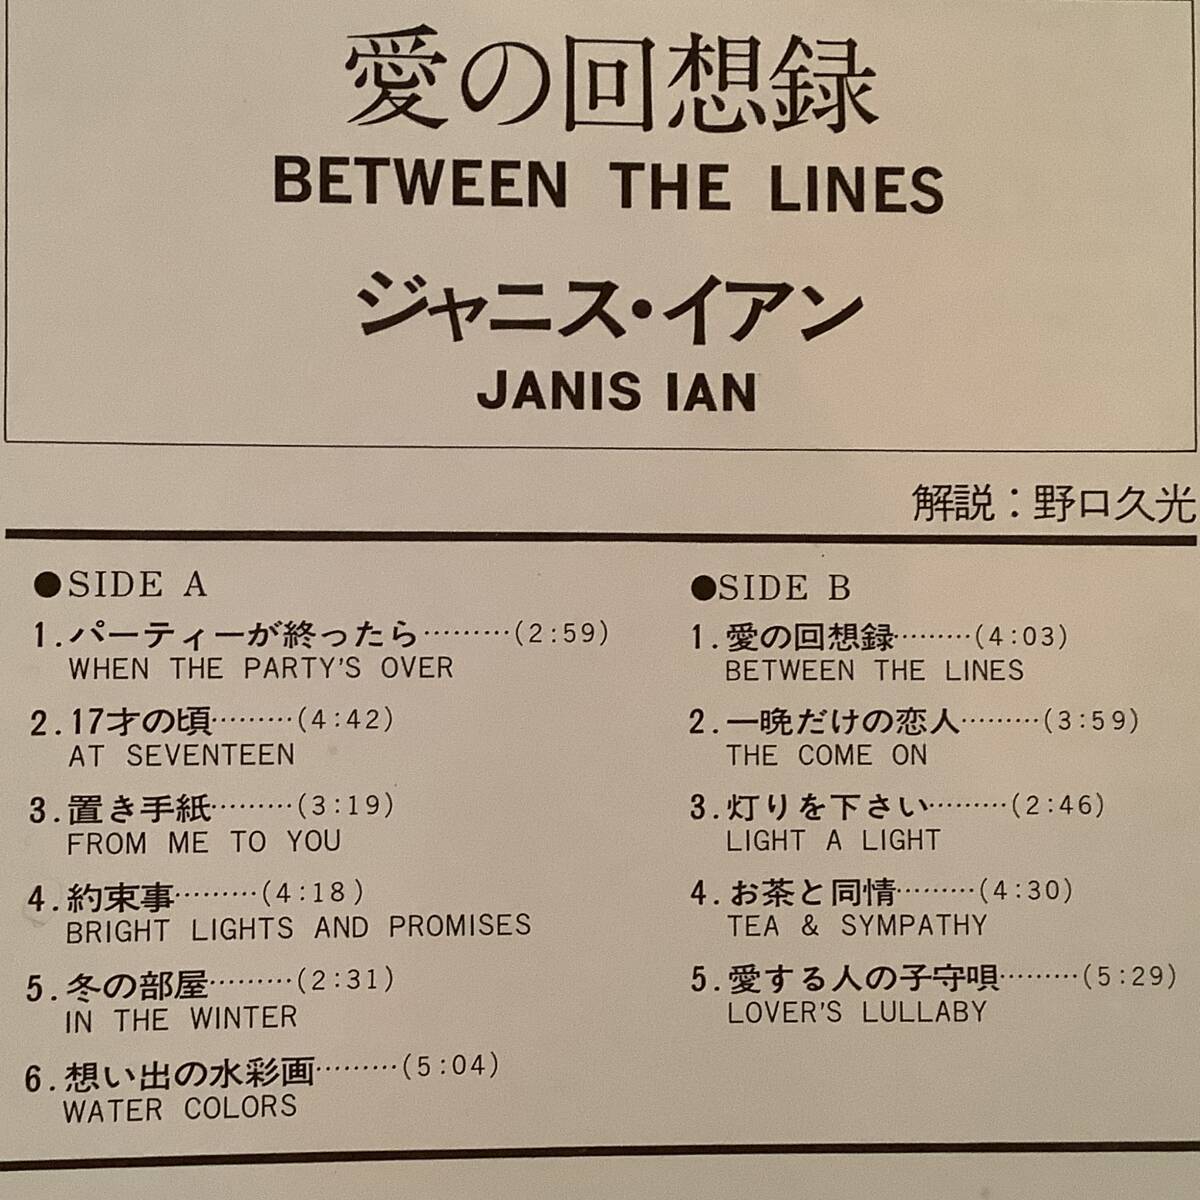 愛の回想録
BETWEEN THE LINES
ジャニス・イアン
JANIS IAN
解説：野口久光
●SIDE A
1.パーティーが終ったら………(2:59)
WHEN THE PARTY'S OVER
2.17才の頃………(4:42)
AT SEVENTEEN
3.置き手紙………(3:19)
FROM ME TO YOU
4.約束事………(4:18)
BRIGHT LIGHTS AND PROMISES
5.冬の部屋………(2:31)
IN THE WINTER
6.想い出の水彩画………(5:04)
WATER COLORS
●SIDE B
1.愛の回想録………(4:03)
BETWEEN THE LINES
2.一晩だけの恋人………(3:59)
THE COME ON
3.灯りを下さい………(2:46)
LIGHT A LIGHT
4.お茶と同情………(4:30)
TEA & SYMPATHY
5.愛する人の子守唄………(5:29)
LOVER'S LULLABY